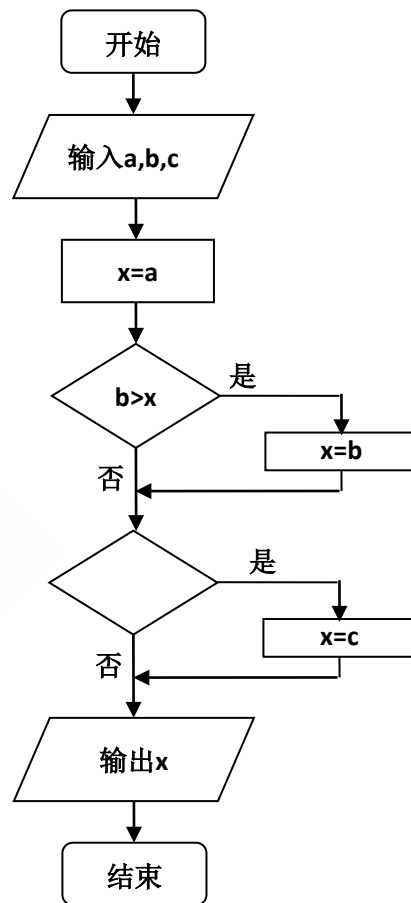 开始
输入a,b,c
x=a
b>x
是
x=b
否
是
x=c
否
输出x
结束